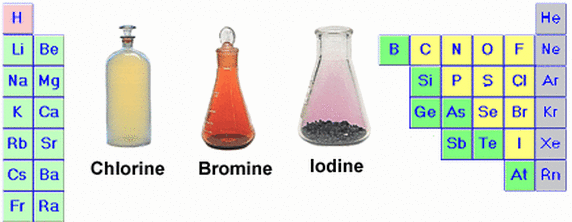 H
Li Be
Na Mg
K Ca
Rb Sr
Cs Ba
Fr Ra
Chlorine
Bromine
Iodine
He
B C N O F Ne
Si P S Cl Ar
Ge As Se Br Kr
Sb Te I Xe
At Rn